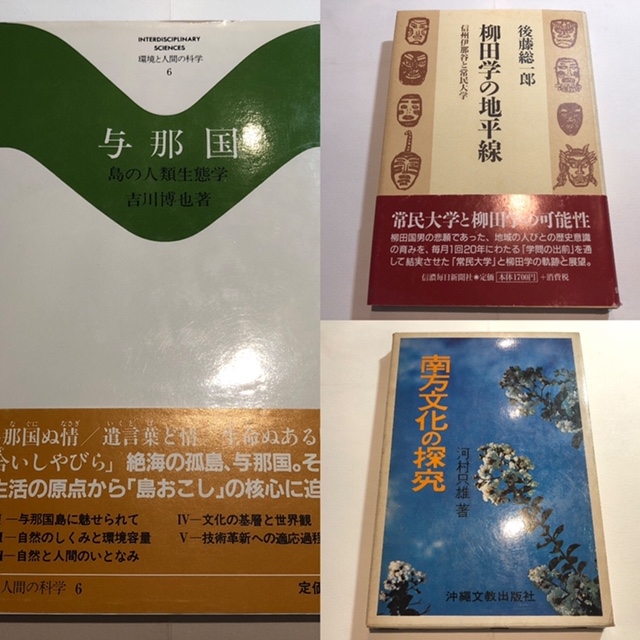 INTERDISCIPLINARY
SCIENCES
環境と人間の科学
6
与那国
島の人類生態学
吉川博也著
那国ぬ情/遺言葉と情
生命ぬある
いしやびら」絶海の孤島、与那国。そ
生活の原点から「島おこし」の核心に迫
Ⅰ—与那国島に魅せられて
Ⅱ—自然のしくみと環境容量
Ⅲ—自然と人間のいとなみ
Ⅳ—文化の基層と世界観
Ⅴ—技術革新への適応過程
人間の科学 6
定価
後藤総一郎
柳田学の地平線
信州伊那谷と常民大学
常民大学と柳田学の可能性
柳田国男の悲願であった、地域の人びとの歴史意識
の育みを、毎月1回20年にわたる「学問の出前」を通
して結実させた「常民大学」と柳田学の軌跡と展望。
信濃毎日新聞社●定価 本体1700円 +消費税
南方文化の探究
河村只雄著
沖縄文教出版社